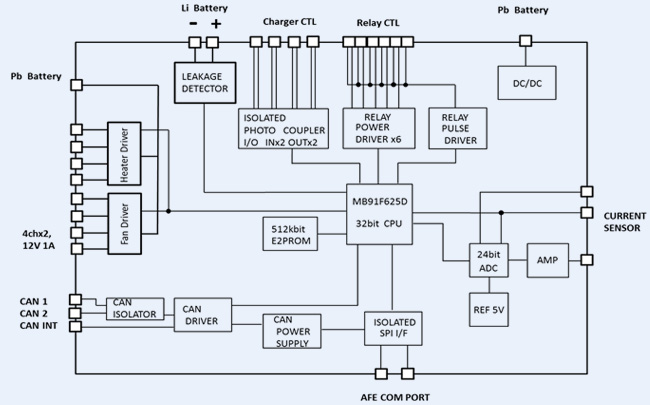 Li Battery
- +
Charger CTL
Relay CTL
Pb Battery
Pb Battery
LEAKAGE
DETECTOR
DC/DC
ISOLATED
PHOTO COUPLER
I/O INx2 OUTx2
RELAY
POWER
DRIVER x6
RELAY
PULSE
DRIVER
Heater Driver
Fan Driver
4chx2,
12V 1A
MB91F625D
32bit CPU
512kbit
E2PROM
CURRENT
SENSOR
24bit
ADC
AMP
REF 5V
CAN 1
CAN 2
CAN INT
CAN
ISOLATOR
CAN
DRIVER
CAN
POWER
SUPPLY
ISOLATED
SPI I/F
AFE COM PORT